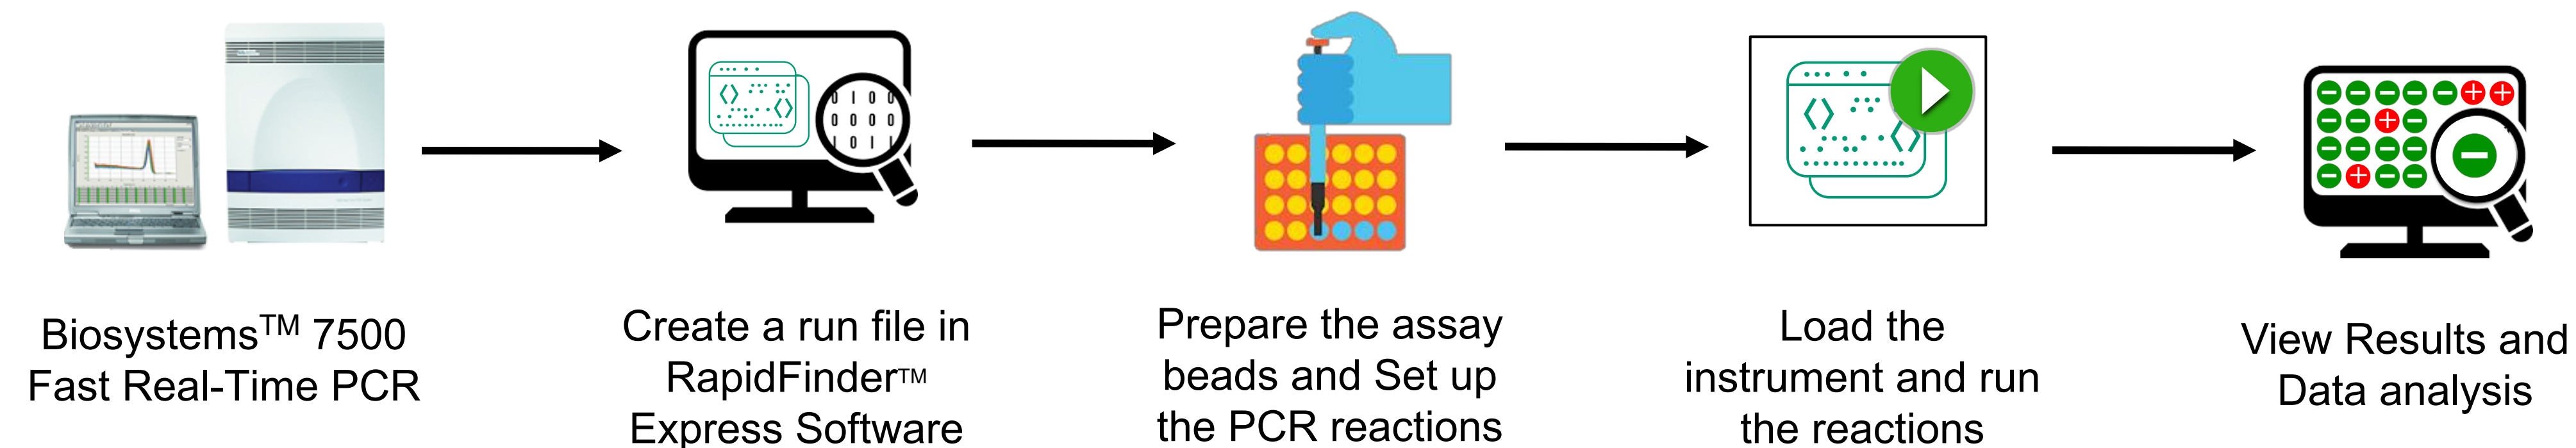 Biosystems™ 7500
Fast Real-Time PCR
Create a run file in
RapidFinder™
Express Software
Prepare the assay
beads and Set up
the PCR reactions
Load the
instrument and run
the reactions
View Results and
Data analysis